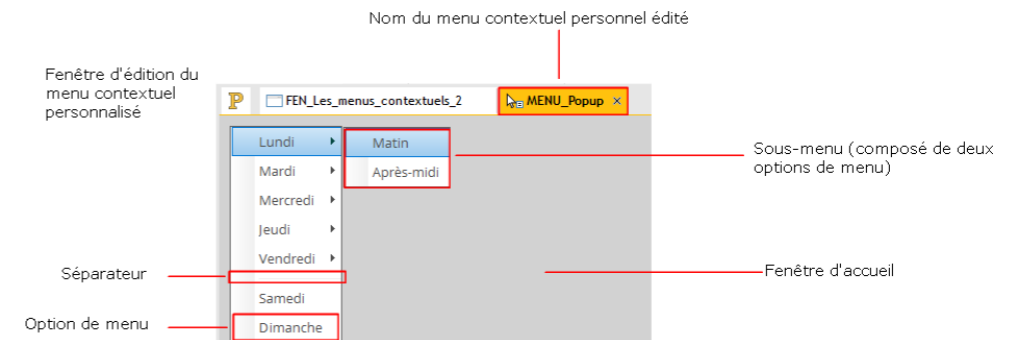 Nom du menu contextuel personnel édité
Fenêtre d'édition du
menu contextuel
personnalisé
P
FEN_Les_menus_contextuels_2
MENU_Popup ×
Lundi
Matin
Mardi
Après-midi
Mercredi
Jeudi
Vendredi
Samedi
Dimanche
Sous-menu (composé de deux
options de menu)
Séparateur
Fenêtre d'accueil
Option de menu